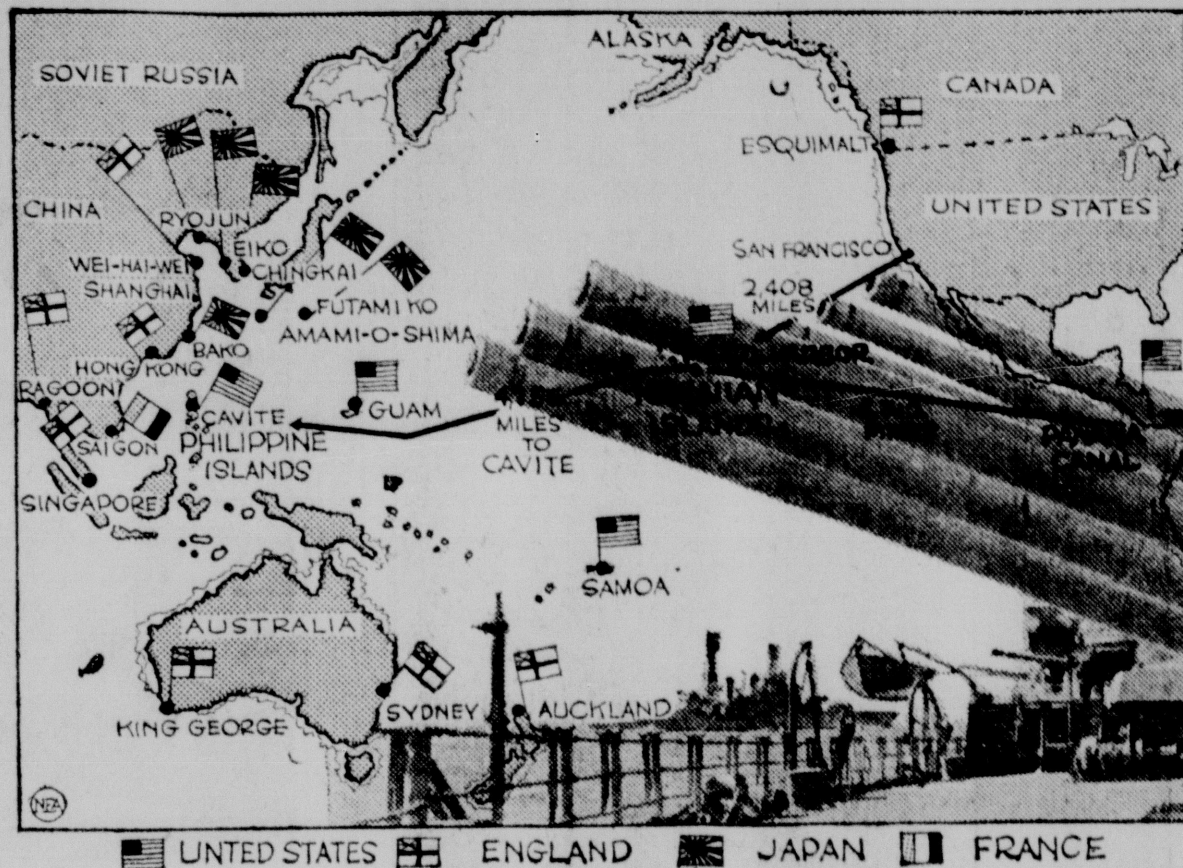 ALASKA
SOVIET RUSSIA
CANADA
ESQUIMALT
CHINA
RYOJUN
UNITED STATES
EIKO
WEI-HAI-WEI
CHINGKAI
SAN FRANCISCO
SHANGHAI
2,408
MILES
FUTAMI KO
AMAMI-O-SHIMA
BAKO
HONG KONG
RAGOON
GUAM
CAVITE
PHILIPPINE
ISLANDS
MILES
TO
CAVITE
SAIGON
CANAL
SINGAPORE
SAMOA
AUSTRALIA
KING GEORGE
SYDNEY
AUCKLAND
NEA
UNITED STATES
ENGLAND
JAPAN
FRANCE